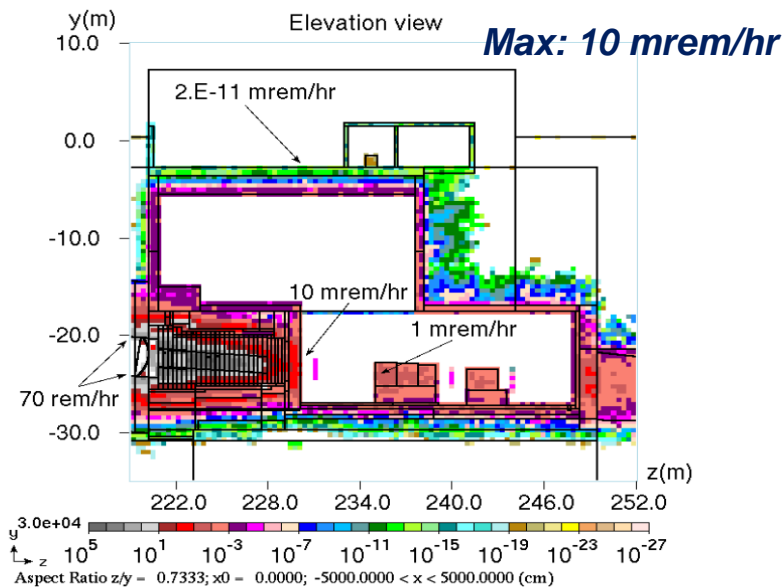 y(m)
Elevation view
Max: 10 mrem/hr
10.0
2.E-11 mrem/hr
0.0
-10.0
10 mrem/hr
-20.0
1 mrem/hr
70 rem/hr
-30.0
z(m)
222.0 228.0 234.0 240.0 246.0 252.0
3.0e+04
10^5 10^1 10^-3 10^-7 10^-11 10^-15 10^-19 10^-23 10^-27
y
z
Aspect Ratio z/y = 0.7333; x0 = 0.0000; -5000.0000 < x < 5000.0000 (cm)